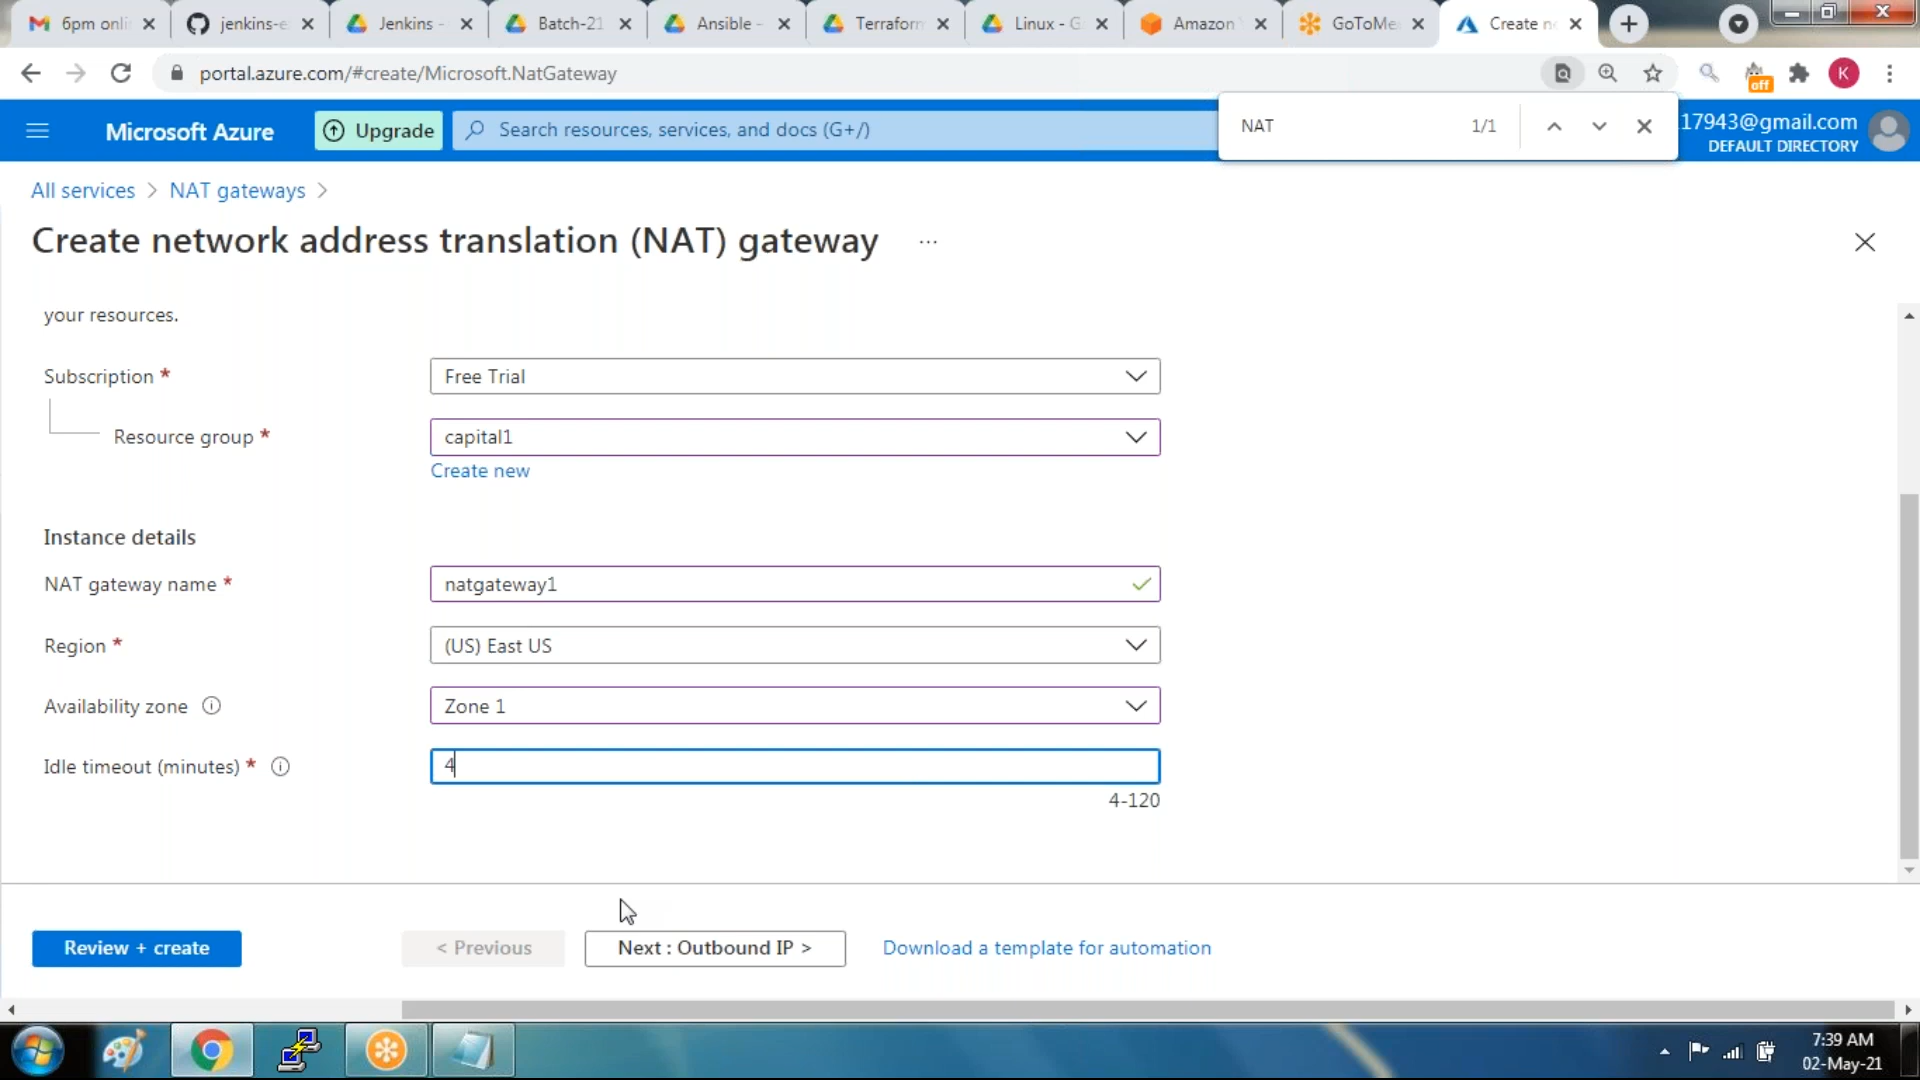 6pm onli
jenkins-e
Jenkins -
Batch-21
Ansible -
Terraform
Linux - G
Amazon
GoToMe
Create ne
portal.azure.com/#create/Microsoft.NatGateway
off
K
Microsoft Azure
Upgrade
Search resources, services, and docs (G+/)
NAT
1/1
17943@gmail.com
DEFAULT DIRECTORY
All services > NAT gateways >
Create network address translation (NAT) gateway ...
your resources.
Subscription *
Free Trial
Resource group *
capital1
Create new
Instance details
NAT gateway name *
natgateway1
Region *
(US) East US
Availability zone
Zone 1
Idle timeout (minutes) *
4
4-120
Review + create
< Previous
Next : Outbound IP >
Download a template for automation
7:39 AM
02-May-21